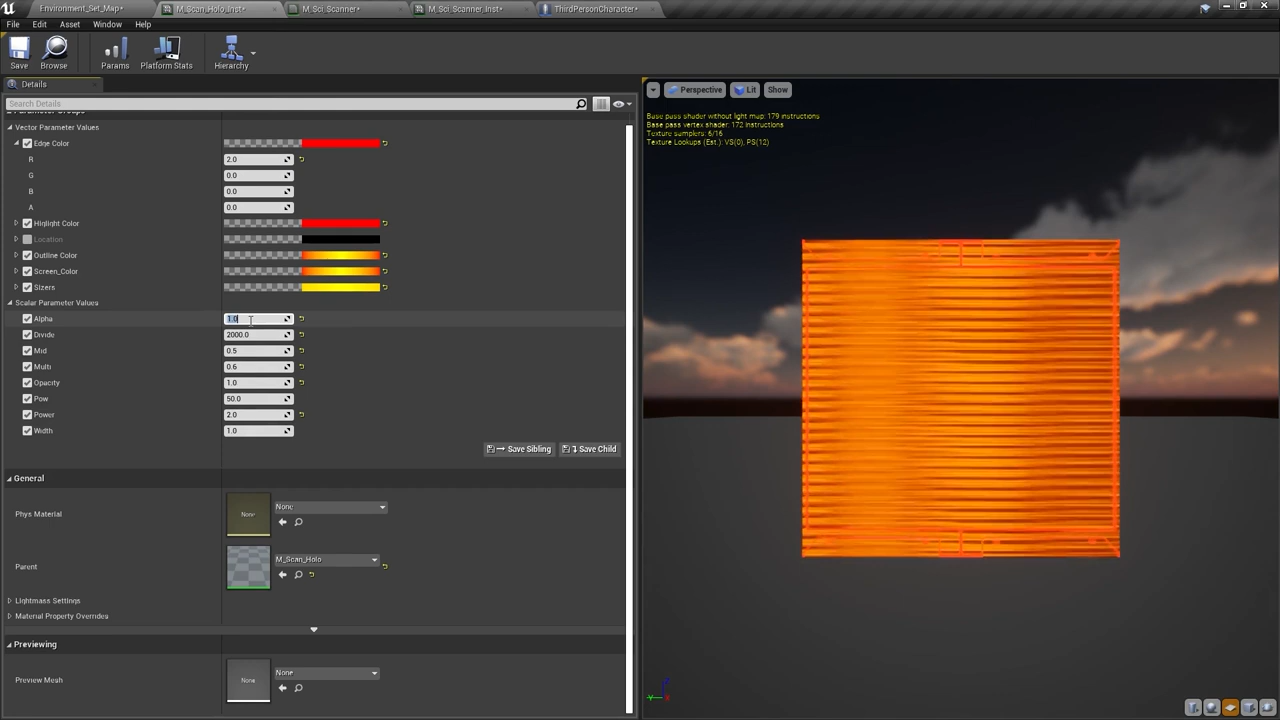 Environment_Set_Map*
M_Scan_Holo_Inst*
M_Sci_Scanner*
M_Sci_Scanner_Inst*
ThirdPersonCharacter*
File Edit Asset Window Help
Save Browse Params Platform Stats Hierarchy
Details
Search Details
Perspective Lit Show
Base pass shader without light map: 179 instructions
Base pass vertex shader: 172 instructions
Texture samplers: 6/16
Texture Lookups (Est.): VS(0), PS(12)
Vector Parameter Values
Edge Color
R 2.0
G 0.0
B 0.0
A 0.0
Higlight Color
Location
Outline Color
Screen_Color
Sizers
Scalar Parameter Values
Alpha 1.0
Divide 2000.0
Mid 0.5
Multi 0.6
Opacity 1.0
Pow 50.0
Power 2.0
Width 1.0
Save Sibling Save Child
General
Phys Material None None
Parent M_Scan_Holo
Lightmass Settings
Material Property Overrides
Previewing
Preview Mesh None None